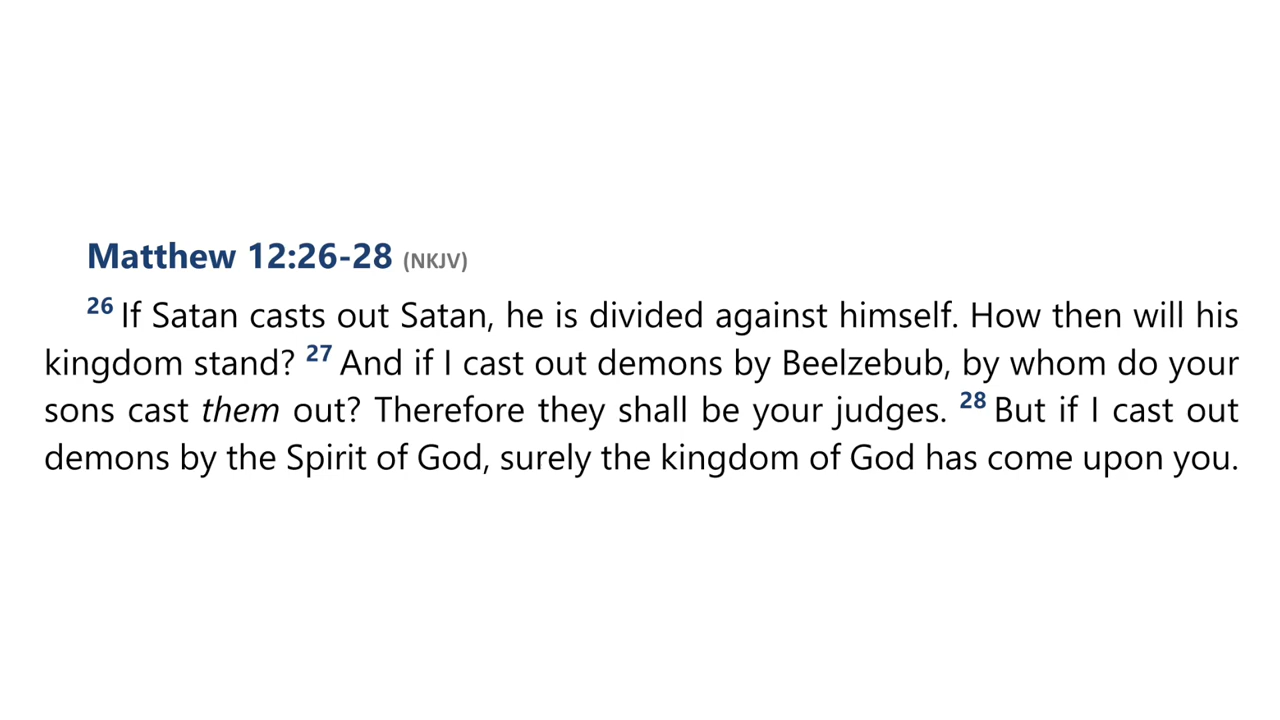 Matthew 12:26-28 (NKJV)
26 If Satan casts out Satan, he is divided against himself. How then will his
kingdom stand? 27 And if I cast out demons by Beelzebub, by whom do your
sons cast them out? Therefore they shall be your judges. 28 But if I cast out
demons by the Spirit of God, surely the kingdom of God has come upon you.